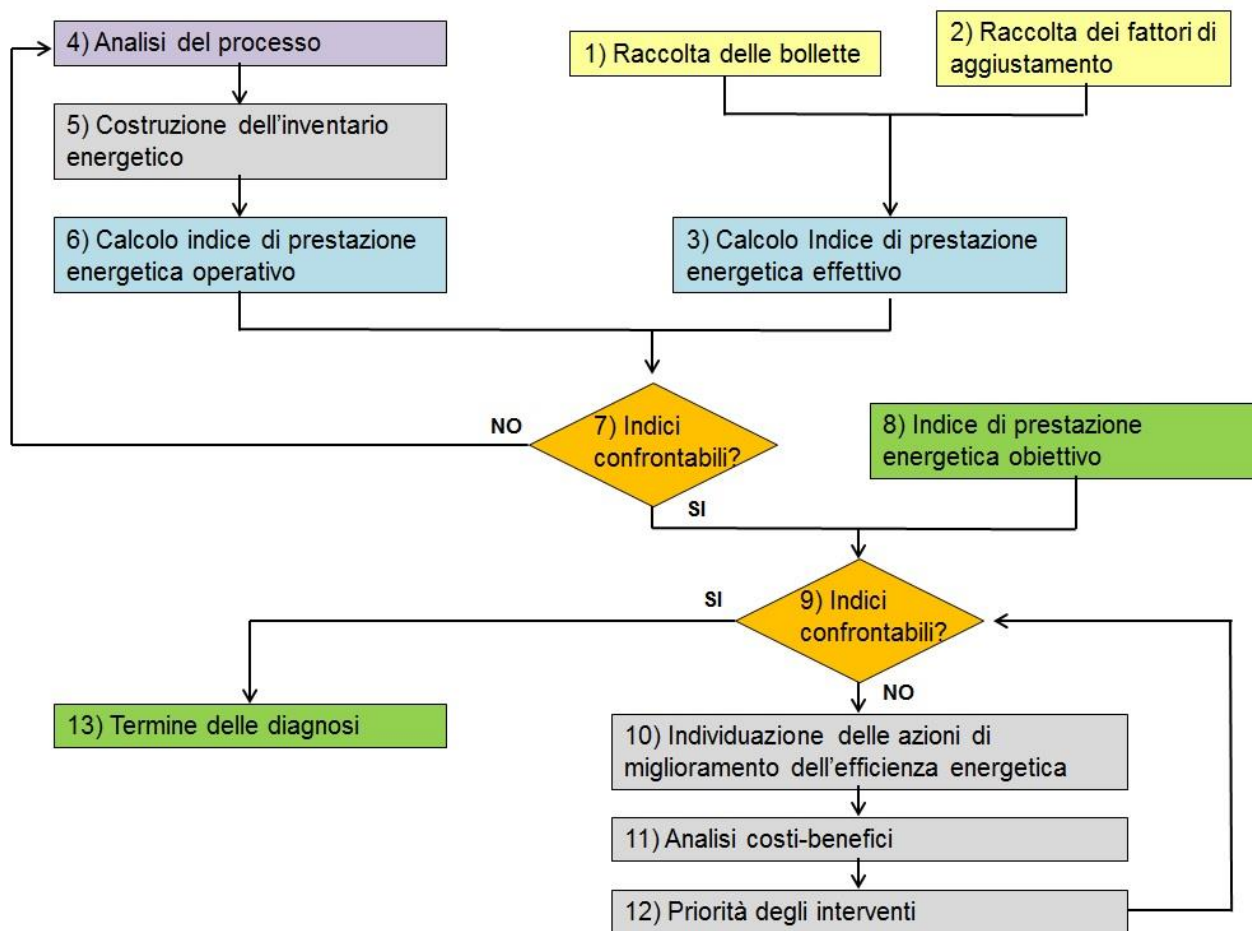 4) Analisi del processo
1) Raccolta delle bollette
2) Raccolta dei fattori di
aggiustamento
5) Costruzione dell'inventario
energetico
6) Calcolo indice di prestazione
energetica operativo
3) Calcolo Indice di prestazione
energetica effettivo
NO
7) Indici
confrontabili?
SI
8) Indice di prestazione
energetica obiettivo
SI
9) Indici
confrontabili?
NO
13) Termine delle diagnosi
10) Individuazione delle azioni di
miglioramento dell'efficienza energetica
11) Analisi costi-benefici
12) Priorità degli interventi